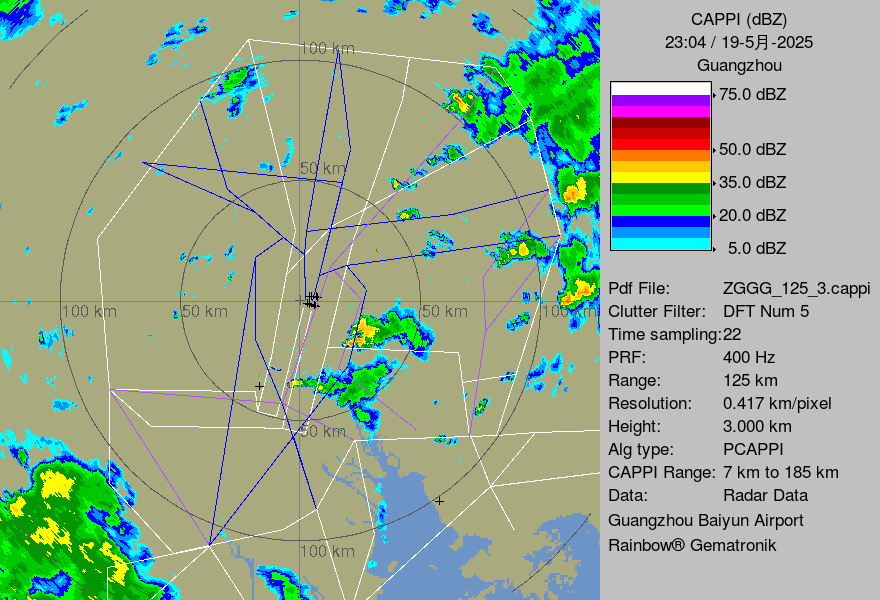 CAPPI (dBZ)
23:04 / 19-5月-2025
Guangzhou
75.0 dBZ
50.0 dBZ
35.0 dBZ
20.0 dBZ
5.0 dBZ
Pdf File: ZGGG_125_3.cappi
Clutter Filter: DFT Num 5
Time sampling:22
PRF: 400 Hz
Range: 125 km
Resolution: 0.417 km/pixel
Height: 3.000 km
Alg type: PCAPPI
CAPPI Range: 7 km to 185 km
Data: Radar Data
Guangzhou Baiyun Airport
Rainbow® Gematronik
100 km
50 km
100 km
50 km
50 km
100 km
50 km
100 km